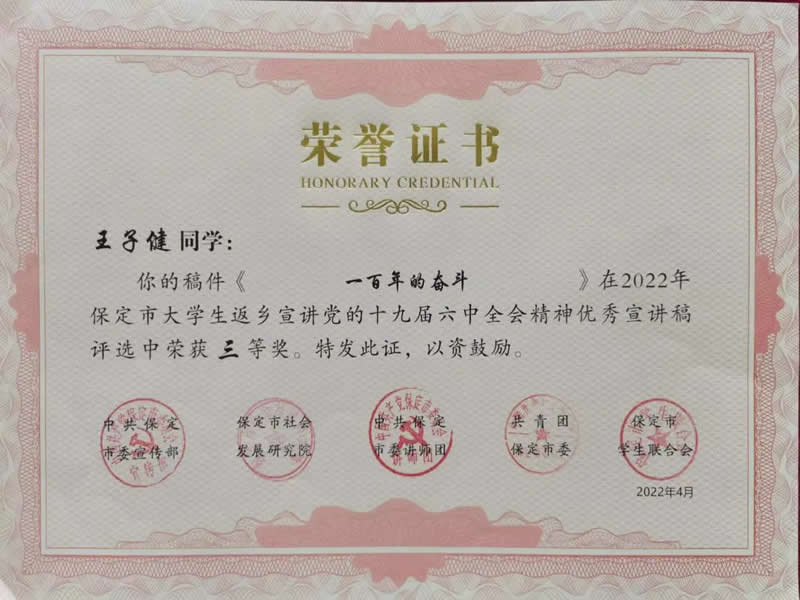 荣誉证书
HONORARY CREDENTIAL
王子健同学：
你的稿件《 一百年的奋斗 》在2022年
保定市大学生返乡宣讲党的十九届六中全会精神优秀宣讲稿
评选中荣获 三 等奖。特发此证，以资鼓励。
中共保定 保定市社会 中共保定 共青团 保定市
市委宣传部 发展研究院 市委讲师团 保定市委 学生联合会
2022年4月